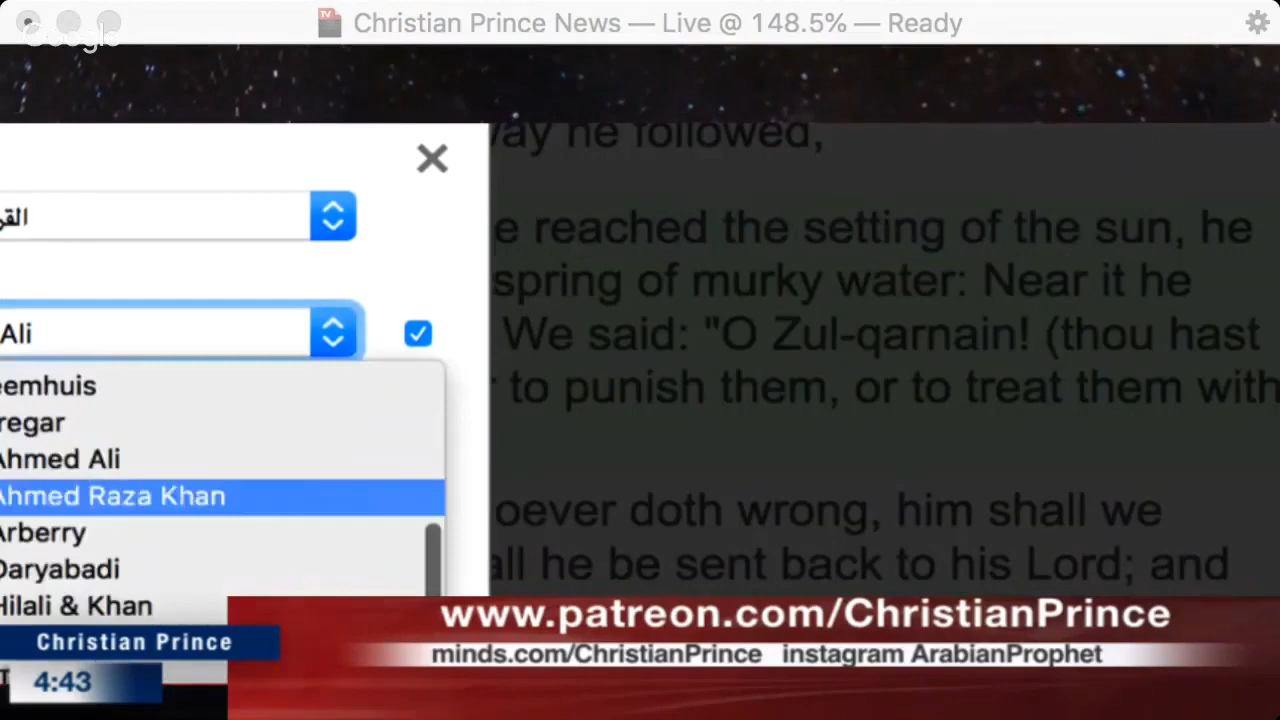 Christian Prince News — Live @ 148.5% — Ready
Google
way he followed,
القر
e reached the setting of the sun, he
spring of murky water: Near it he
Ali
We said: "O Zul-qarnain! (thou hast
to punish them, or to treat them with
eemhuis
regar
Ahmed Ali
Ahmed Raza Khan
Arberry
Daryabadi
Hilali & Khan
oever doth wrong, him shall we
all he be sent back to his Lord; and
www.patreon.com/ChristianPrince
Christian Prince
minds.com/ChristianPrince instagram ArabianProphet
4:43